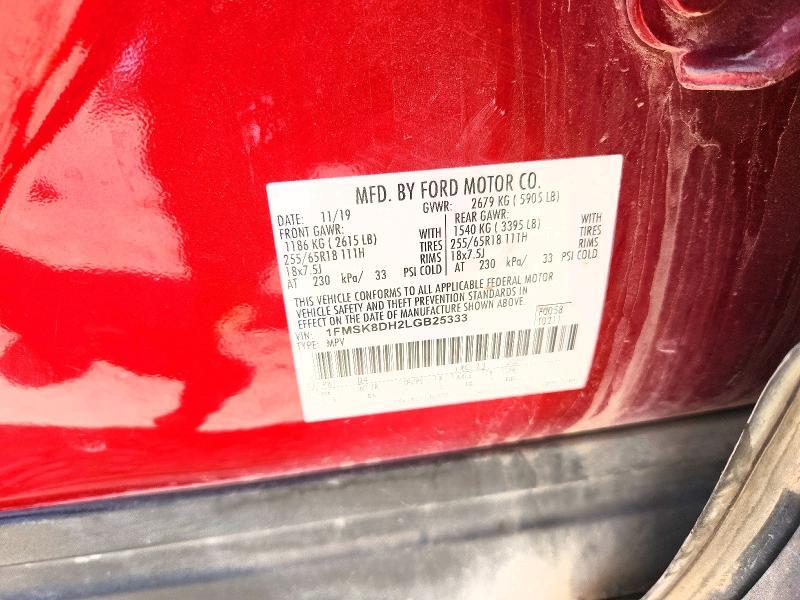 MFD. BY FORD MOTOR CO.
DATE: 11/19 GVWR: 2679 KG ( 5905 LB)
FRONT GAWR: REAR GAWR:
1186 KG ( 2615 LB) WITH 1540 KG ( 3395 LB) WITH
255/65R18 111H TIRES 255/65R18 111H TIRES
18x7.5J RIMS 18x7.5J RIMS
AT 230 kPa/ 33 PSI COLD AT 230 kPa/ 33 PSI COLD
THIS VEHICLE CONFORMS TO ALL APPLICABLE FEDERAL MOTOR
VEHICLE SAFETY AND THEFT PREVENTION STANDARDS IN
EFFECT ON THE DATE OF MANUFACTURE SHOWN ABOVE.
VIN: 1FMSK8DH2LGB25333 F0058
TYPE: MPV T0211